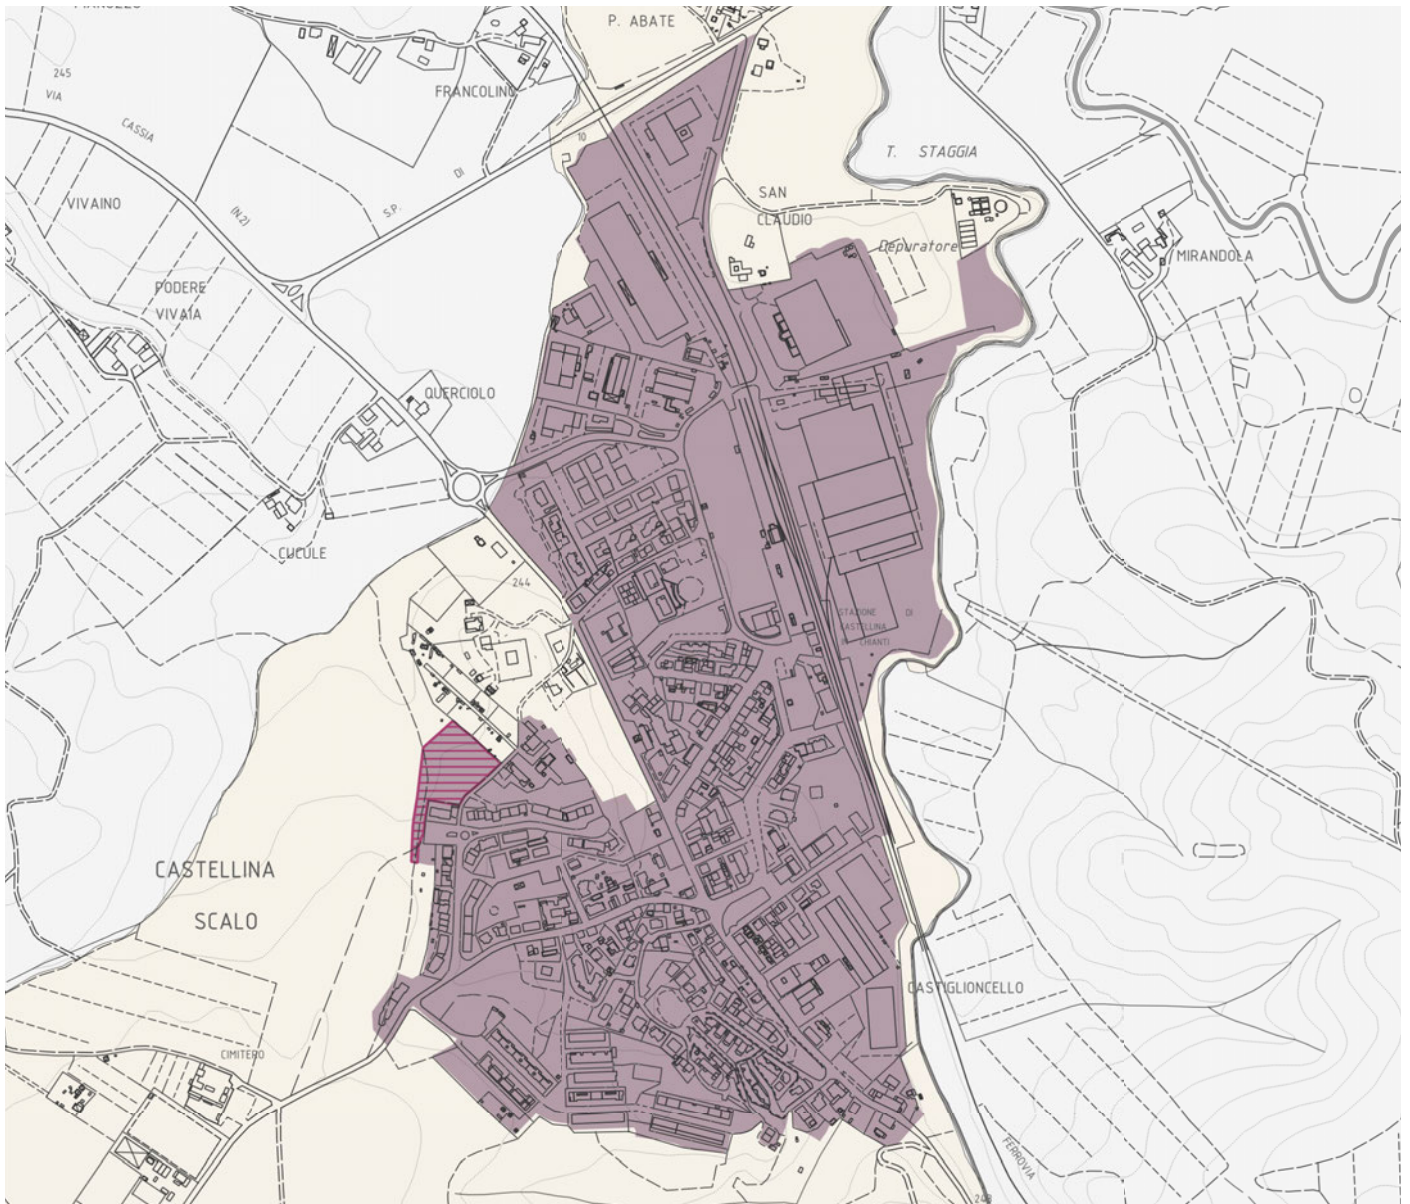 P. ABATE
245
VIA
CASSIA
FRANCOLINO
10
DI
S.P.
T. STAGGIA
VIVAINO
(N.2)
SAN
CLAUDIO
Depuratore
MIRANDOLA
PODERE
VIVAIA
QUERCIOLO
CUCULE
244
STAZIONE DI
CASTELLINA
IN CHIANTI
CASTELLINA
SCALO
CASTIGLIONCELLO
CIMITERO
FERROVIA